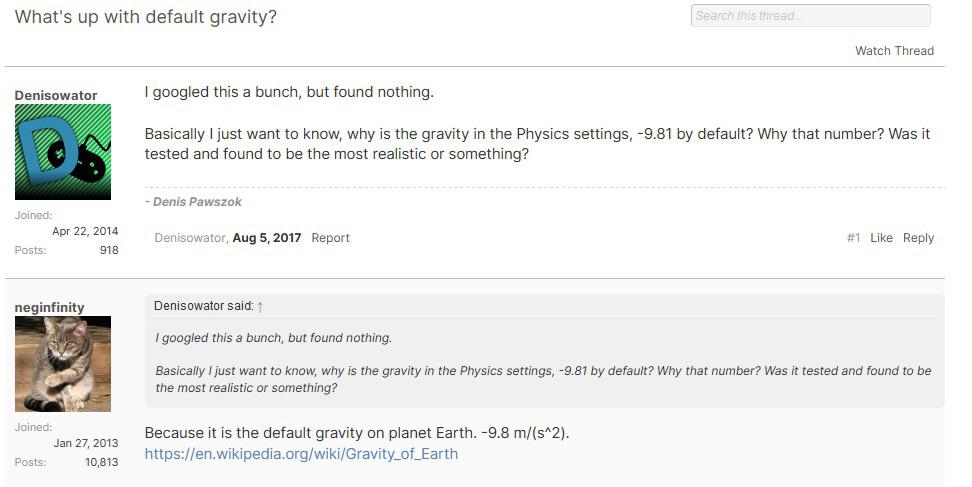 What's up with default gravity?
Search this thread...
Watch Thread
Denisowator
D
Joined:
Apr 22, 2014
Posts: 918
I googled this a bunch, but found nothing.
Basically I just want to know, why is the gravity in the Physics settings, -9.81 by default? Why that number? Was it
tested and found to be the most realistic or something?
- Denis Pawszok
Denisowator, Aug 5, 2017 Report #1 Like Reply
neginfinity
Joined:
Jan 27, 2013
Posts: 10,813
Denisowator said: ↑
I googled this a bunch, but found nothing.
Basically I just want to know, why is the gravity in the Physics settings, -9.81 by default? Why that number? Was it tested and found to be
the most realistic or something?
Because it is the default gravity on planet Earth. -9.8 m/(s^2).
https://en.wikipedia.org/wiki/Gravity_of_Earth